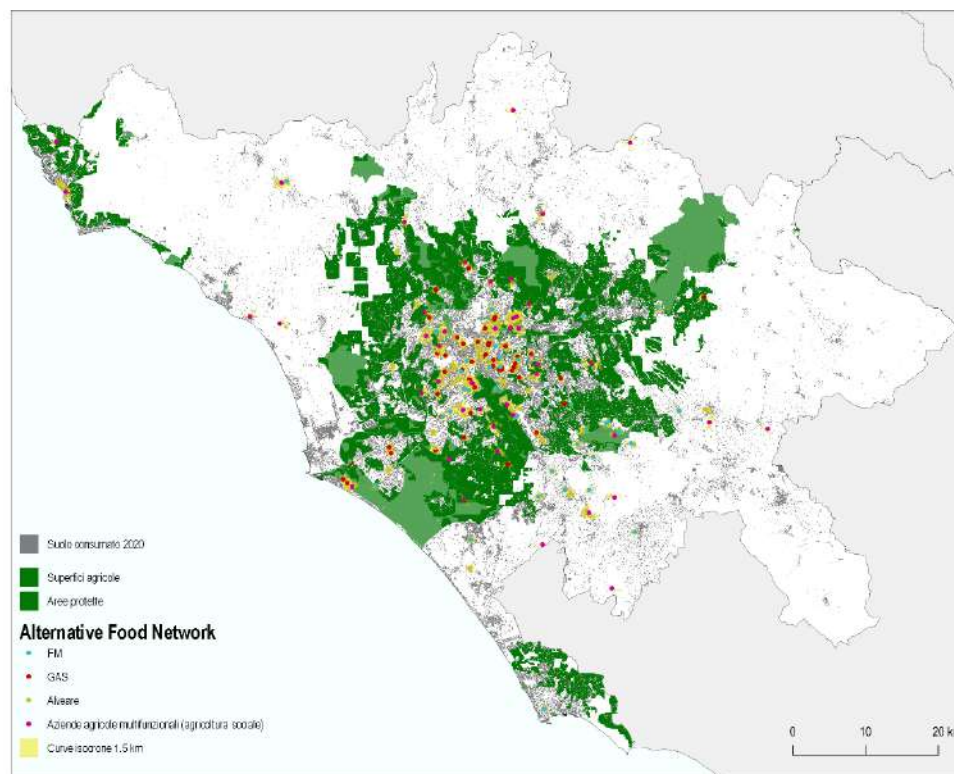 Suolo consumato 2020
Superfici agricole
Aree protette
Alternative Food Network
FM
GAS
Alveare
Aziende agricole multifunzionali (agricoltura sociale)
Curve isocrone 1.5 km
0 10 20 km